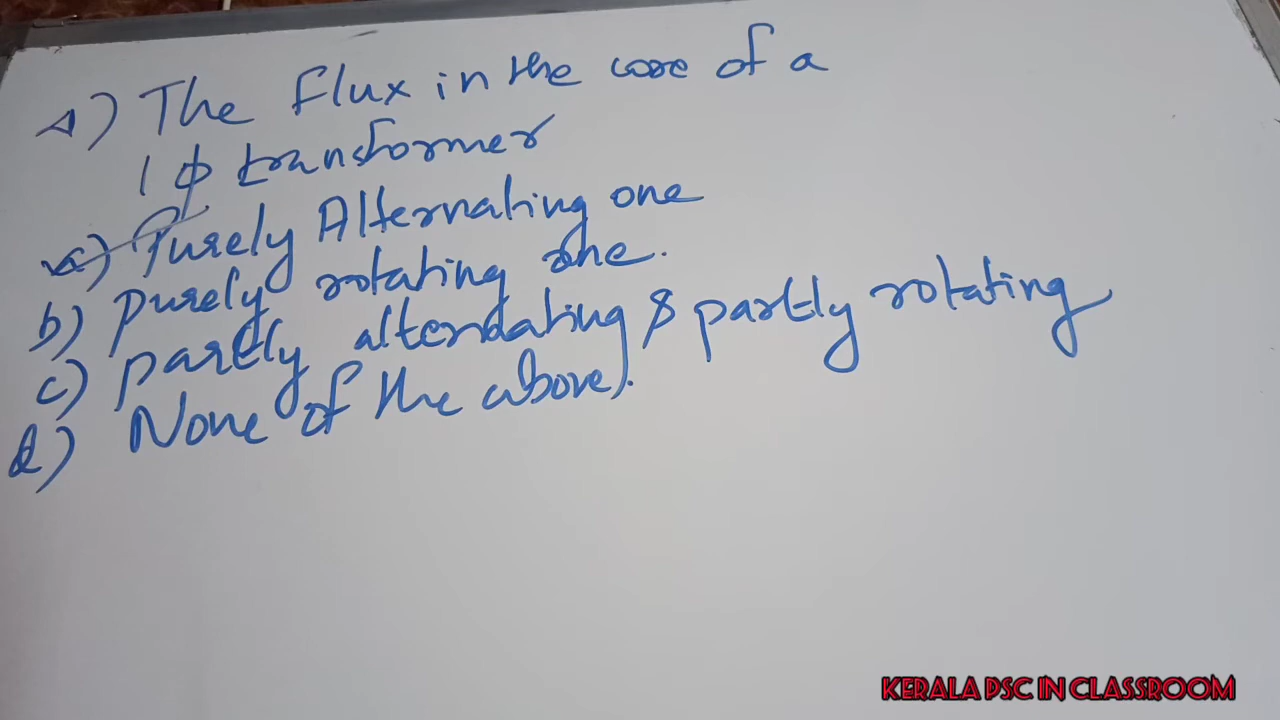 4) The flux in the core of a
1 ϕ transformer
a) Purely Alternating one
b) purely rotating one.
c) partly alternating & partly rotating
d) None of the above).
KERALA PSC IN CLASSROOM